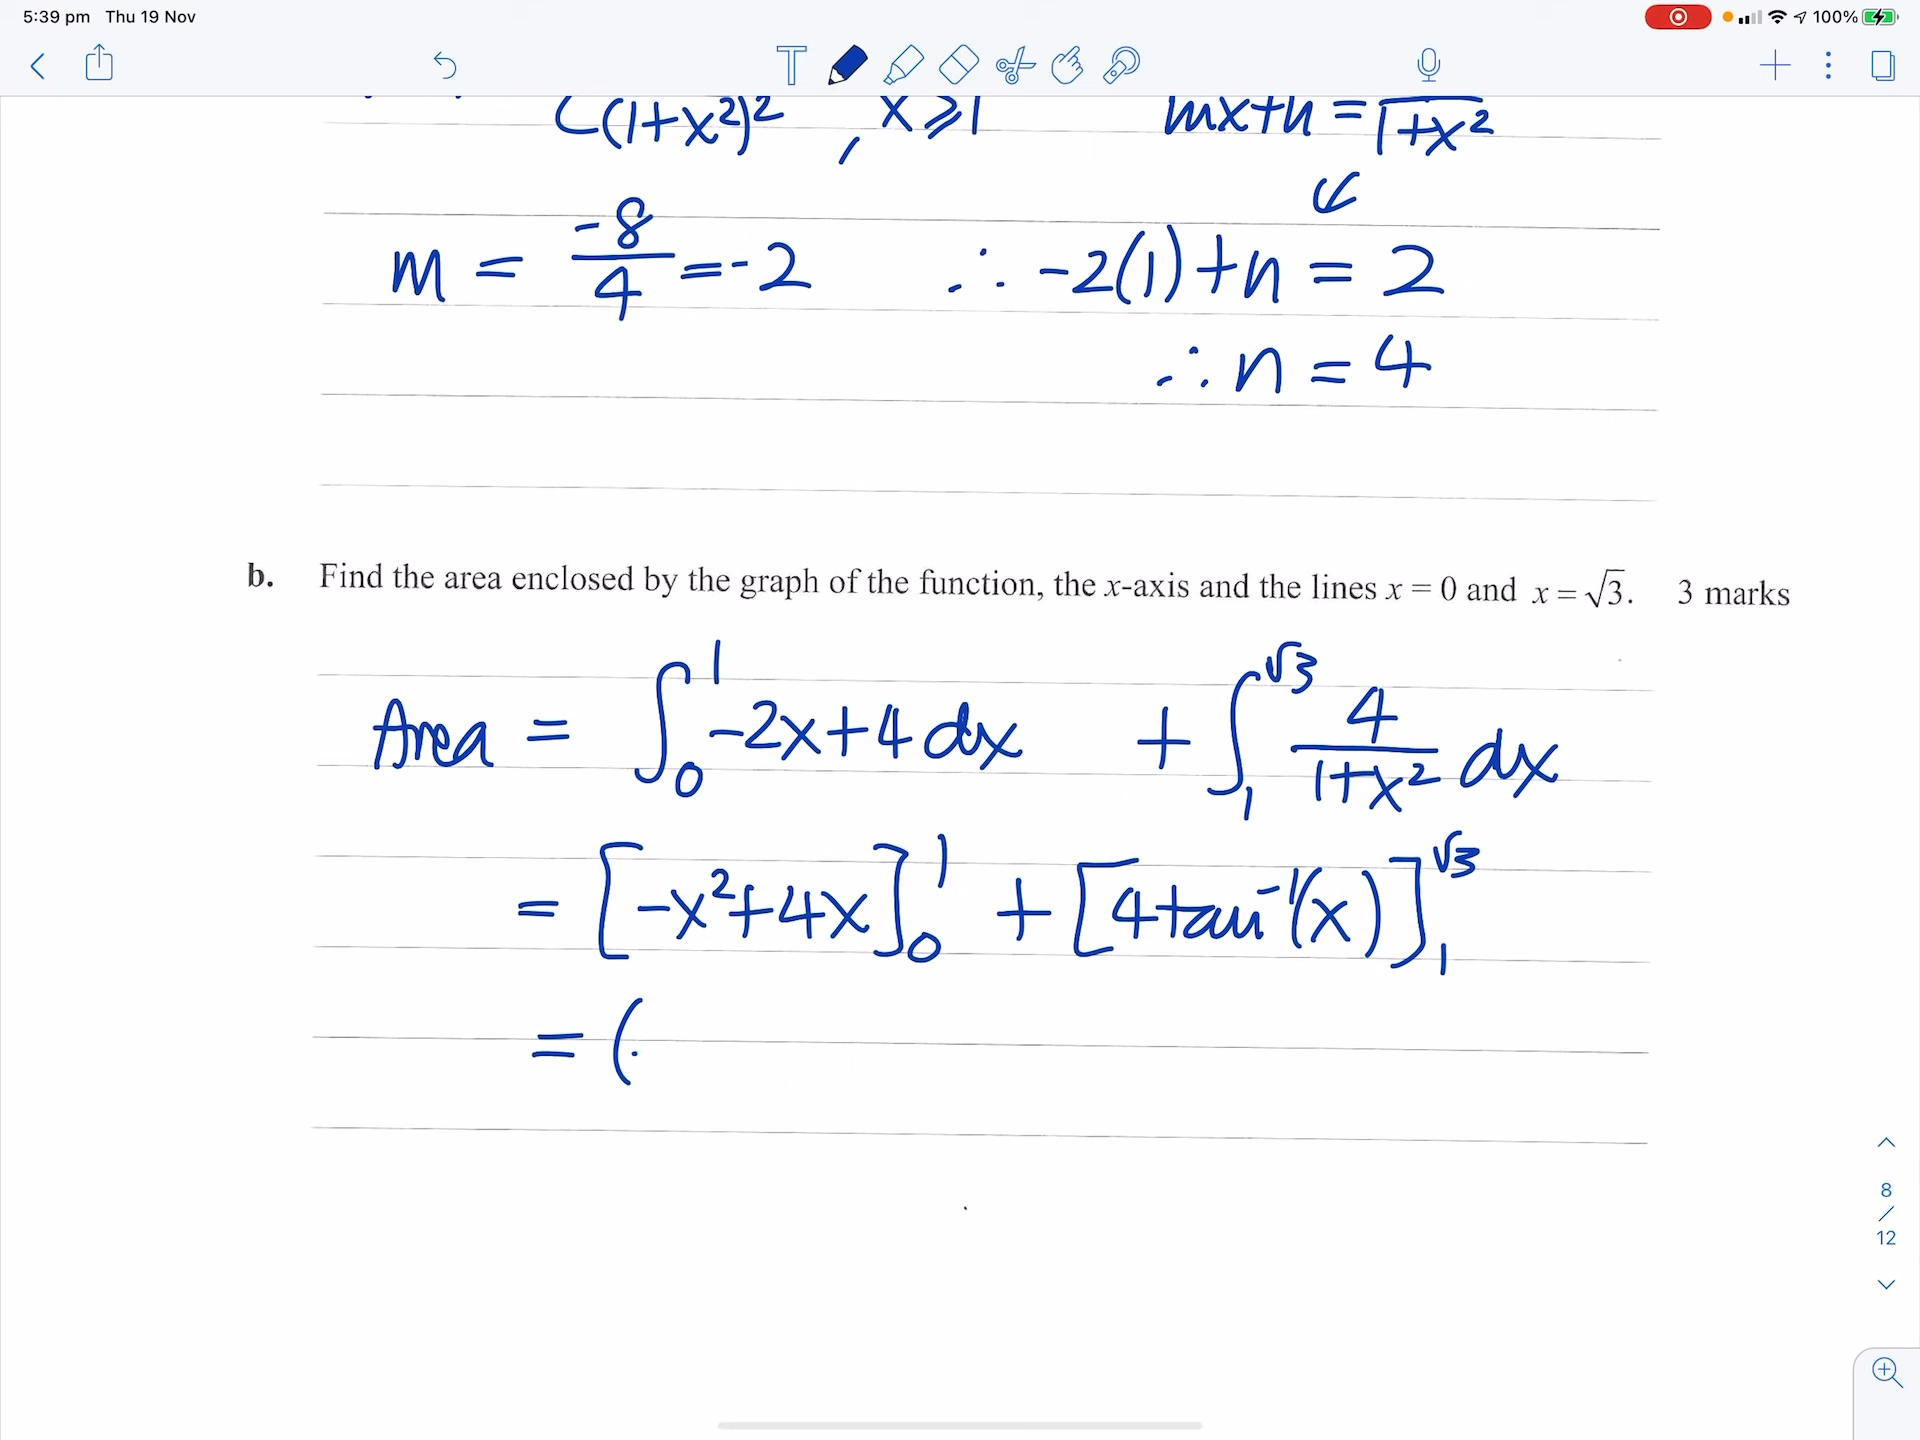 5:39 pm Thu 19 Nov
100%
(1+x²)² , x ⩾ 1
mx+n = 1+x²
m = -8/4 = -2
∴ -2(1)+n = 2
∴ n = 4
b. Find the area enclosed by the graph of the function, the x-axis and the lines x = 0 and x = √3. 3 marks
Area = ∫₀¹ -2x+4 dx + ∫₁^√3 4/(1+x²) dx
= [-x²+4x]₀¹ + [4tan⁻¹(x)]₁^√3
= (
8
/
12